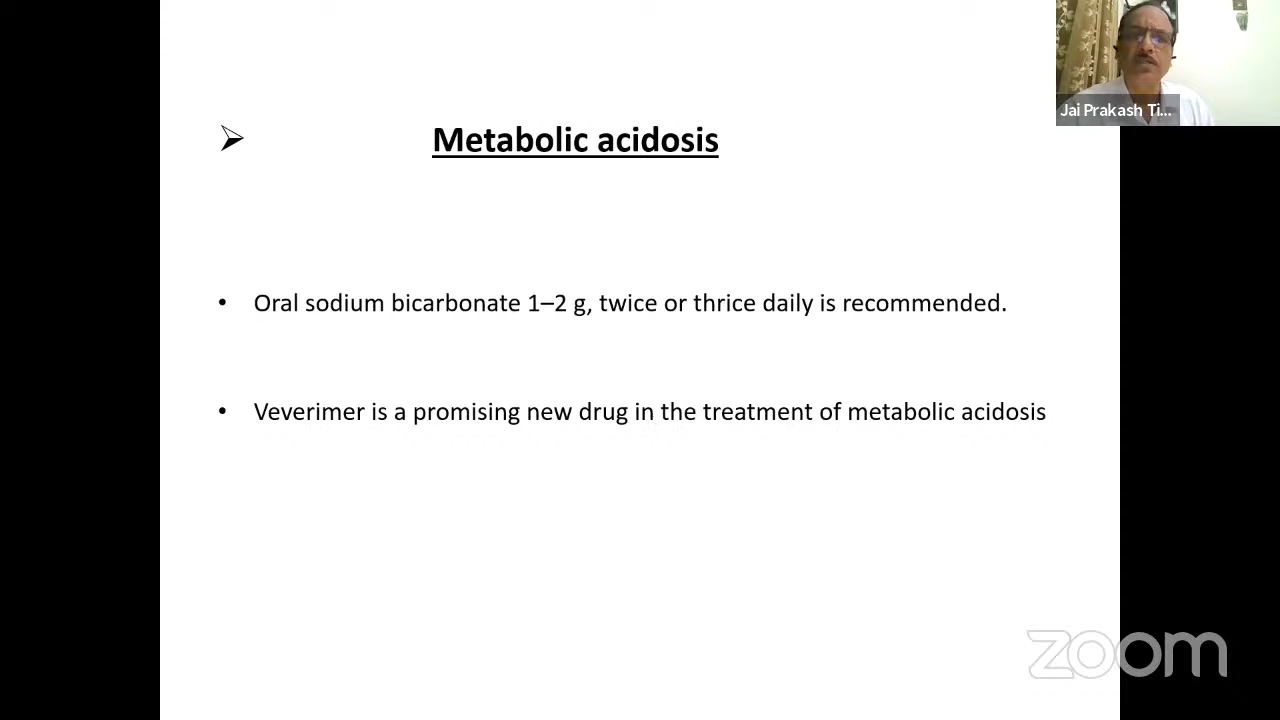 Jai Prakash Ti...
➢ Metabolic acidosis
• Oral sodium bicarbonate 1–2 g, twice or thrice daily is recommended.
• Veverimer is a promising new drug in the treatment of metabolic acidosis
zoom